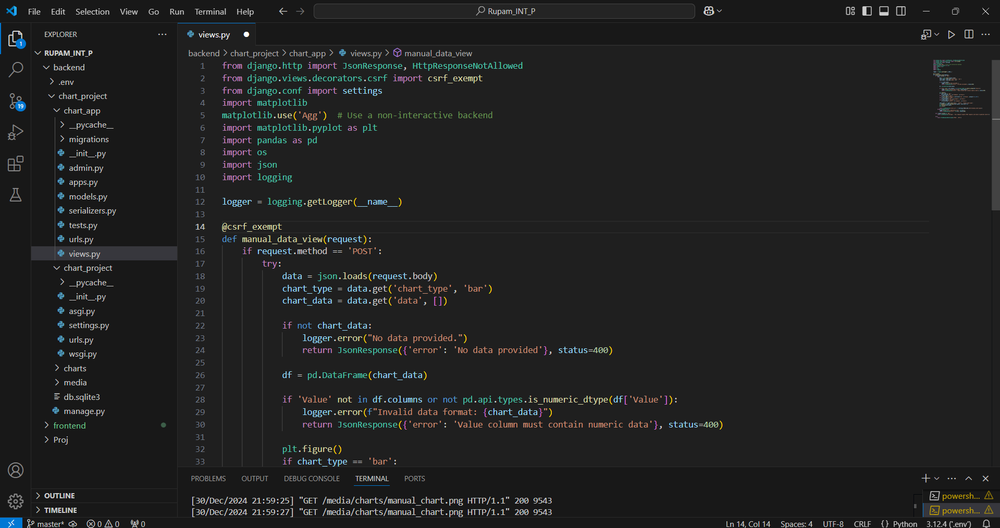 File Edit Selection View Go Run Terminal Help
Rupam_INT_P
EXPLORER
1
19
RUPAM_INT_P
backend
.env
chart_project
chart_app
__pycache__
migrations
__init__.py
admin.py
apps.py
models.py
serializers.py
tests.py
urls.py
views.py
chart_project
__pycache__
__init__.py
asgi.py
settings.py
urls.py
wsgi.py
charts
media
db.sqlite3
manage.py
frontend
Proj
OUTLINE
TIMELINE
views.py
backend > chart_project > chart_app > views.py > manual_data_view
1 from django.http import JsonResponse, HttpResponseNotAllowed
2 from django.views.decorators.csrf import csrf_exempt
3 from django.conf import settings
4 import matplotlib
5 matplotlib.use('Agg')  # Use a non-interactive backend
6 import matplotlib.pyplot as plt
7 import pandas as pd
8 import os
9 import json
10 import logging
11
12 logger = logging.getLogger(__name__)
13
14 @csrf_exempt
15 def manual_data_view(request):
16     if request.method == 'POST':
17         try:
18             data = json.loads(request.body)
19             chart_type = data.get('chart_type', 'bar')
20             chart_data = data.get('data', [])
21
22             if not chart_data:
23                 logger.error("No data provided.")
24                 return JsonResponse({'error': 'No data provided'}, status=400)
25
26             df = pd.DataFrame(chart_data)
27
28             if 'Value' not in df.columns or not pd.api.types.is_numeric_dtype(df['Value']):
29                 logger.error(f"Invalid data format: {chart_data}")
30                 return JsonResponse({'error': 'Value column must contain numeric data'}, status=400)
31
32             plt.figure()
33             if chart_type == 'bar':
PROBLEMS OUTPUT DEBUG CONSOLE TERMINAL PORTS
[30/Dec/2024 21:59:25] "GET /media/charts/manual_chart.png HTTP/1.1" 200 9543
[30/Dec/2024 21:59:27] "GET /media/charts/manual_chart.png HTTP/1.1" 200 9543
powersh...
powersh...
master* 0 0 0 Ln 14, Col 14 Spaces: 4 UTF-8 CRLF {} Python 3.12.4 ('.env')